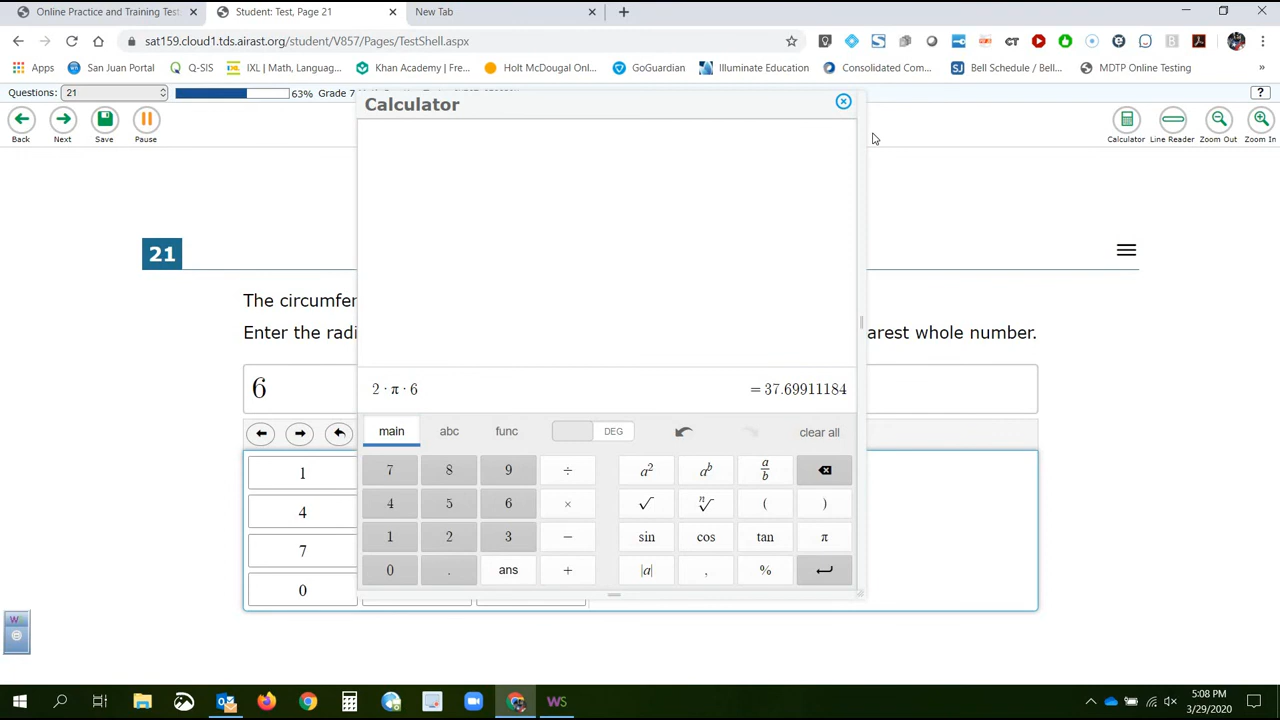 Online Practice and Training Test
Student: Test, Page 21
New Tab
sat159.cloud1.tds.airast.org/student/V857/Pages/TestShell.aspx
Apps
San Juan Portal
Q-SIS
IXL | Math, Languag...
Khan Academy | Fre...
Holt McDougal Onl...
GoGuardian
Illuminate Education
Consolidated Com...
Bell Schedule / Bell...
MDTP Online Testing
»
Questions: 21
63%
Grade 7
Back
Next
Save
Pause
Calculator
Line Reader
Zoom Out
Zoom In
Calculator
21
The circumfer
Enter the radi
arest whole number.
6
2 · π · 6
= 37.69911184
main
abc
func
DEG
clear all
1
4
7
0
7 8 9 ÷ a² aᵇ a/b
4 5 6 × √ ⁿ√ ( )
1 2 3 − sin cos tan π
0 . ans + |a| , %
5:08 PM
3/29/2020